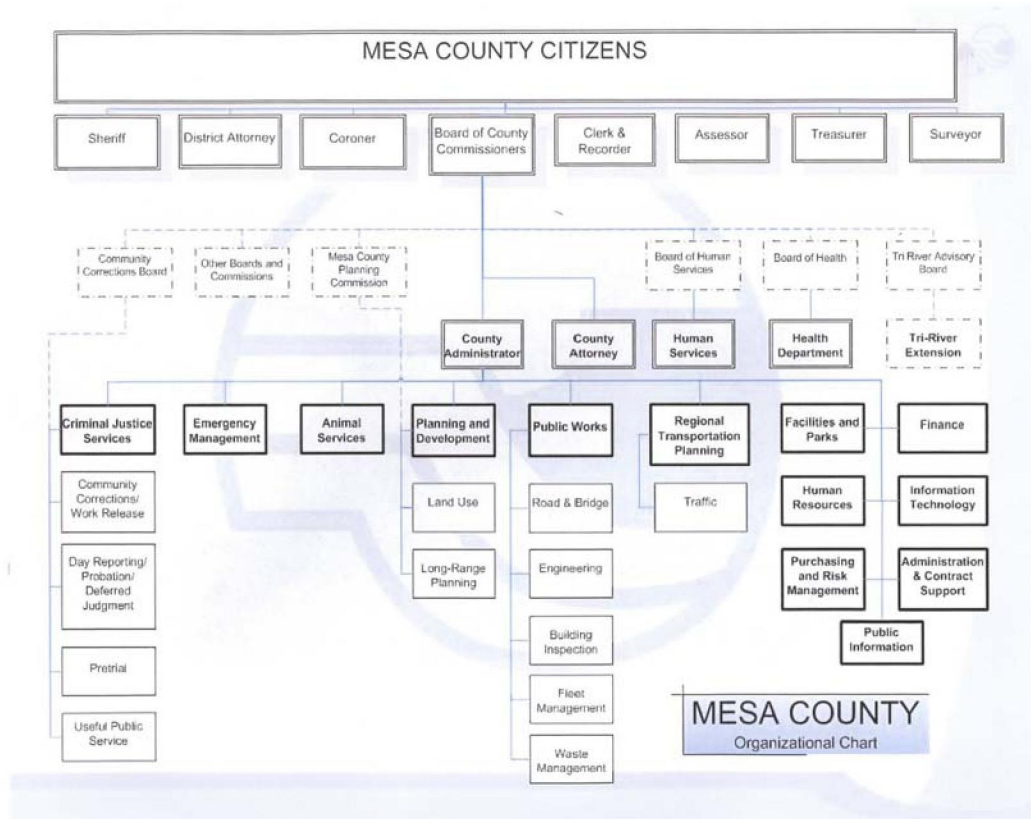 MESA COUNTY CITIZENS
Sheriff
District Attorney
Coroner
Board of County
Commissioners
Clerk &
Recorder
Assessor
Treasurer
Surveyor
Community
Corrections Board
Other Boards and
Commissions
Mesa County
Planning
Commission
Board of Human
Services
Board of Health
Tri River Advisory
Board
County
Administrator
County
Attorney
Human
Services
Health
Department
Tri-River
Extension
Criminal Justice
Services
Emergency
Management
Animal
Services
Planning and
Development
Public Works
Regional
Transportation
Planning
Facilities and
Parks
Finance
Community
Corrections/
Work Release
Land Use
Road & Bridge
Traffic
Human
Resources
Information
Technology
Day Reporting/
Probation/
Deferred
Judgment
Long-Range
Planning
Engineering
Purchasing
and Risk
Management
Administration
& Contract
Support
Pretrial
Building
Inspection
Public
Information
Useful Public
Service
Fleet
Management
Waste
Management
MESA COUNTY
Organizational Chart